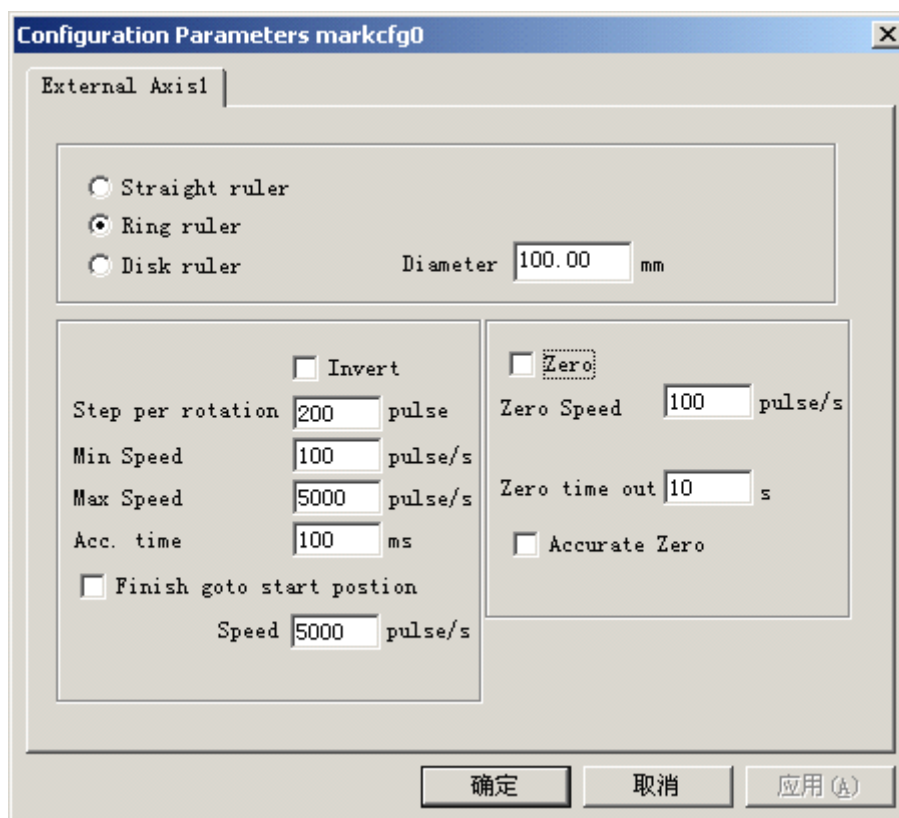 Configuration Parameters markcfg0
External Axis1
Straight ruler
Ring ruler
Disk ruler
Diameter 100.00 mm
Invert
Step per rotation 200 pulse
Min Speed 100 pulse/s
Max Speed 5000 pulse/s
Acc. time 100 ms
Finish goto start postion
Speed 5000 pulse/s
Zero
Zero Speed 100 pulse/s
Zero time out 10 s
Accurate Zero
确定 取消 应用(A)